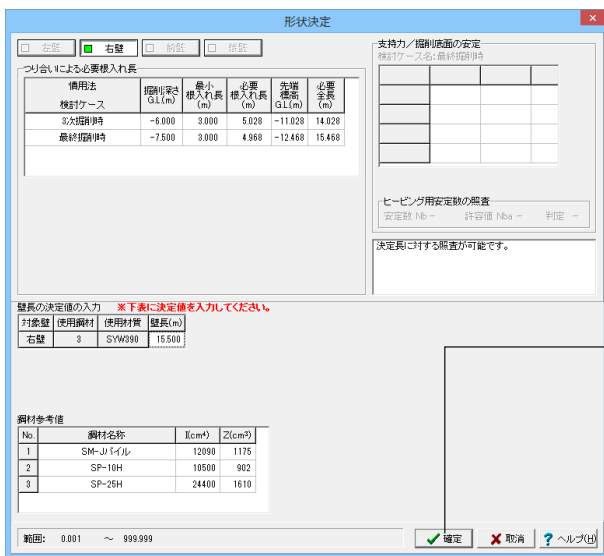 形状決定
左壁 右壁 前壁 後壁
つり合いによる必要根入れ長
慣用法 検討ケース 掘削深さ G.L(m) 最小根入れ長(m) 必要根入れ長(m) 先端標高 G.L(m) 必要全長(m)
3次掘削時 -6.000 3.000 5.028 -11.028 14.028
最終掘削時 -7.500 3.000 4.968 -12.468 15.468
支持力/掘削底面の安定
検討ケース名:最終掘削時
ヒービング用安定数の照査
安定数 Nb - 許容値 Nba - 判定 -
決定長に対する照査が可能です。
壁長の決定値の入力 ※下表に決定値を入力してください。
対象壁 使用鋼材 使用材質 壁長(m)
右壁 3 SYW390 15.500
鋼材参考値
No. 鋼材名称 I(cm⁴) Z(cm³)
1 SM-Jパイル 12090 1175
2 SP-10H 10500 902
3 SP-25H 24400 1610
範囲: 0.001 ~ 999.999
確定 取消 ? ヘルプ(H)